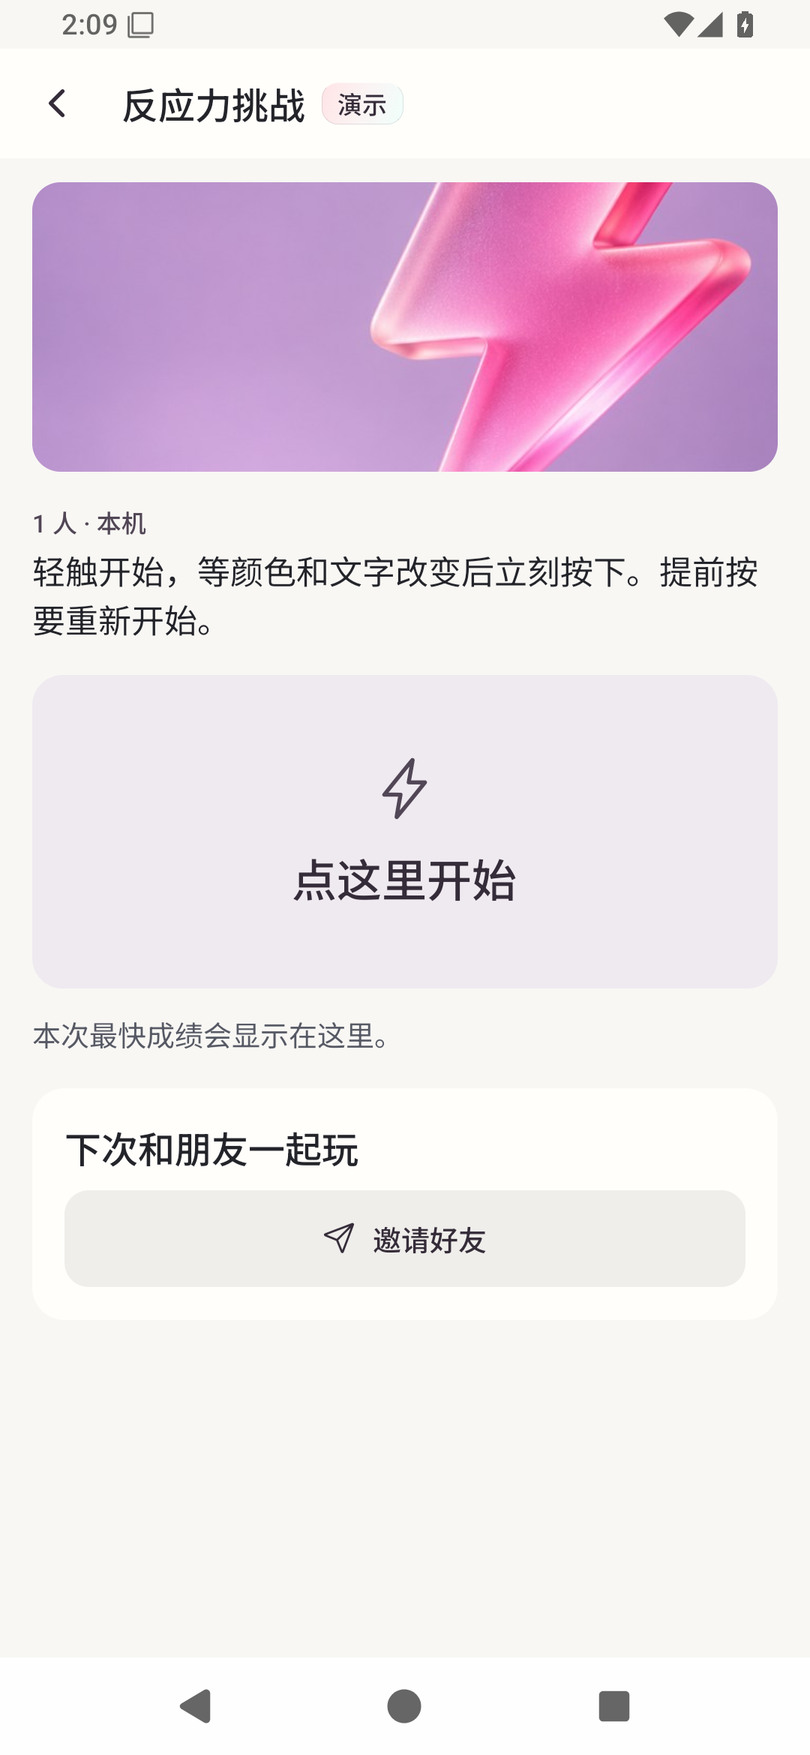 2:09
反应力挑战 演示
1 人 · 本机
轻触开始，等颜色和文字改变后立刻按下。提前按
要重新开始。
点这里开始
本次最快成绩会显示在这里。
下次和朋友一起玩
邀请好友